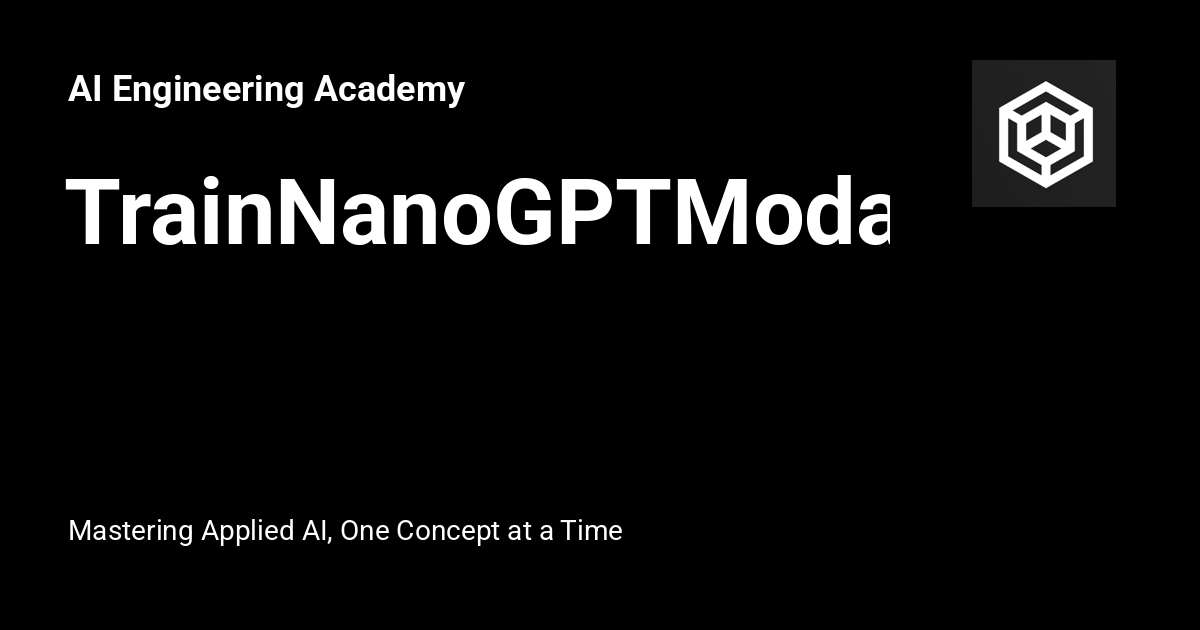 AI Engineering Academy
TrainNanoGPTModa
Mastering Applied AI, One Concept at a Time